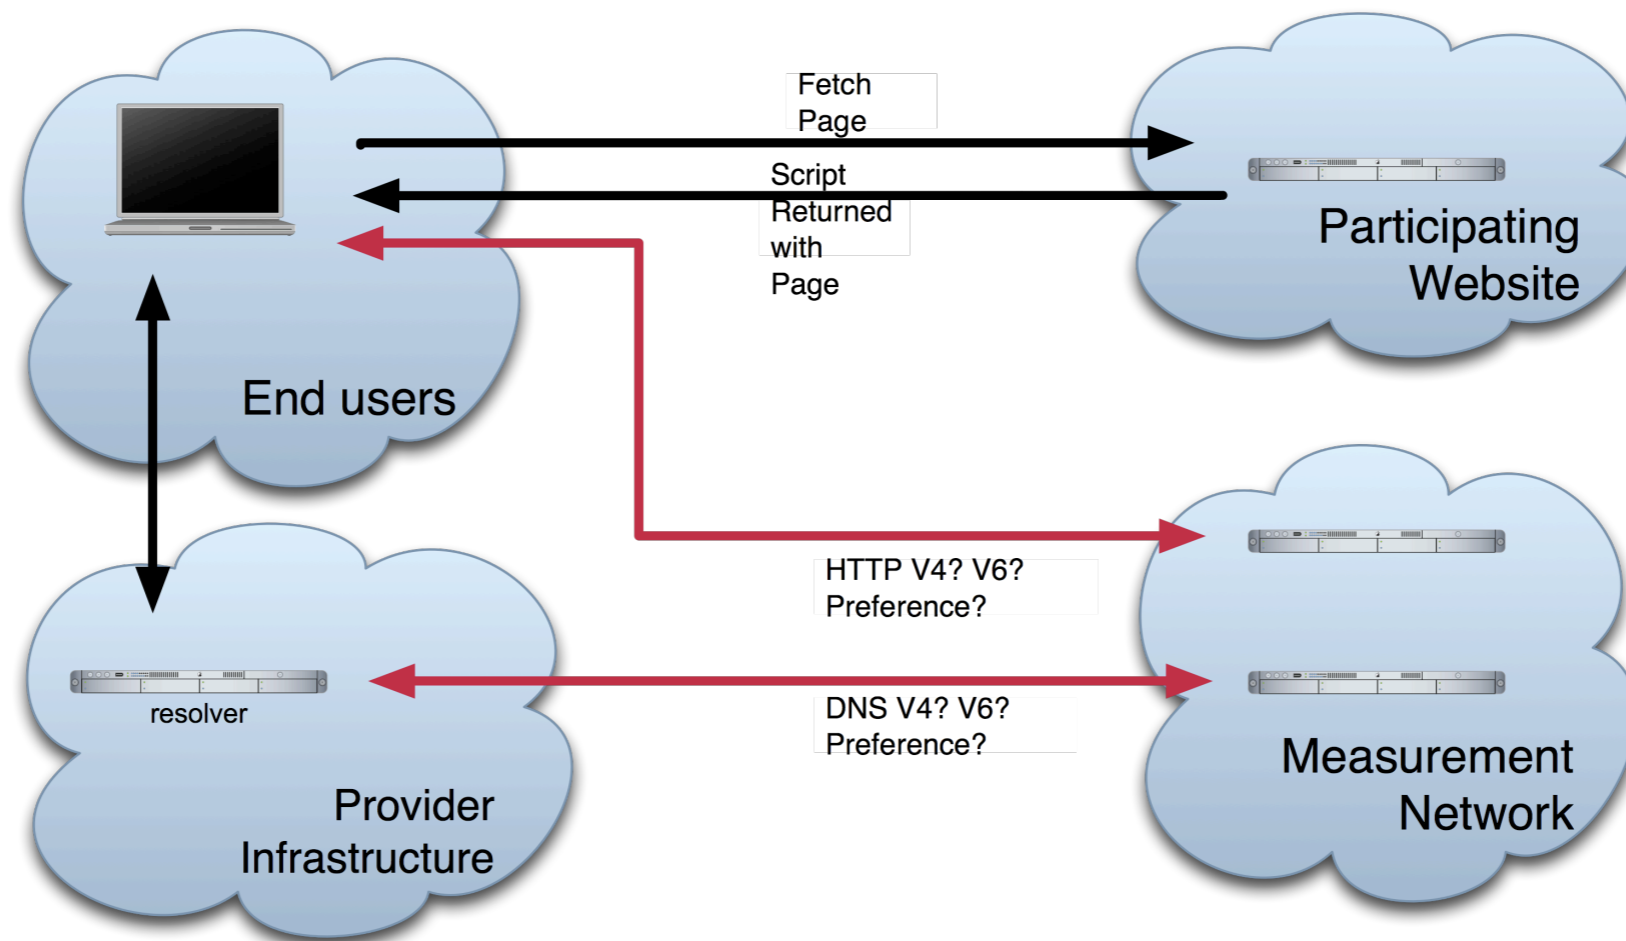 Fetch
Page
Script
Returned
with
Page
Participating
Website
End users
HTTP V4? V6?
Preference?
resolver
DNS V4? V6?
Preference?
Provider
Infrastructure
Measurement
Network